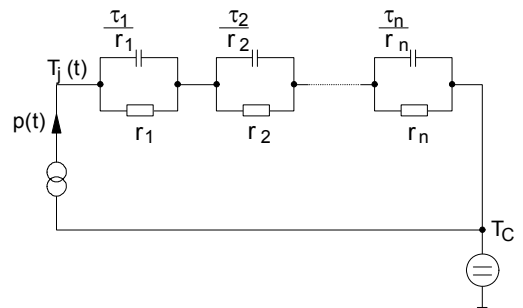 τ1 τ2 τn
r1 r2 rn
Tj(t)
r1 r2 rn
p(t)
TC